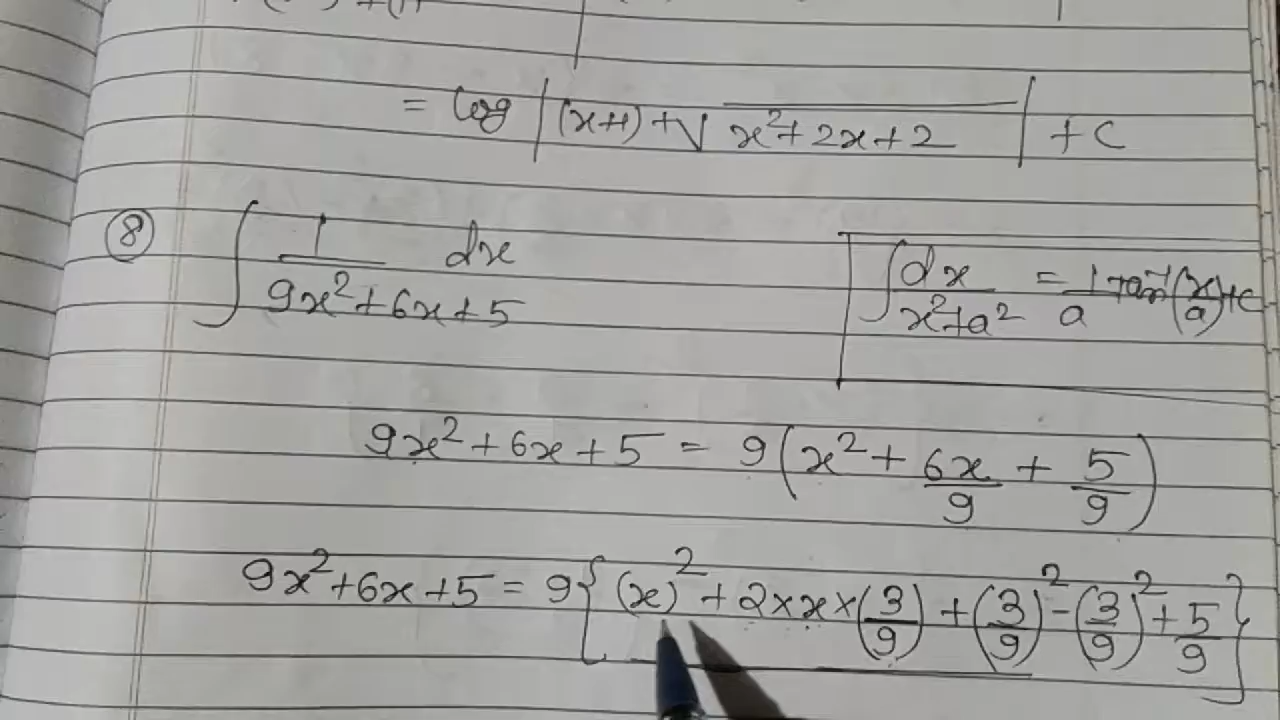 = log |(x+1) + √x²+2x+2| + C
⑧ ∫ 1/9x²+6x+5 dx
∫ dx/x²+a² = 1/a tan⁻¹(x/a)+C
9x²+6x+5 = 9(x² + 6x/9 + 5/9)
9x²+6x+5 = 9{(x)² + 2×x×(3/9) + (3/9)² - (3/9)² + 5/9}